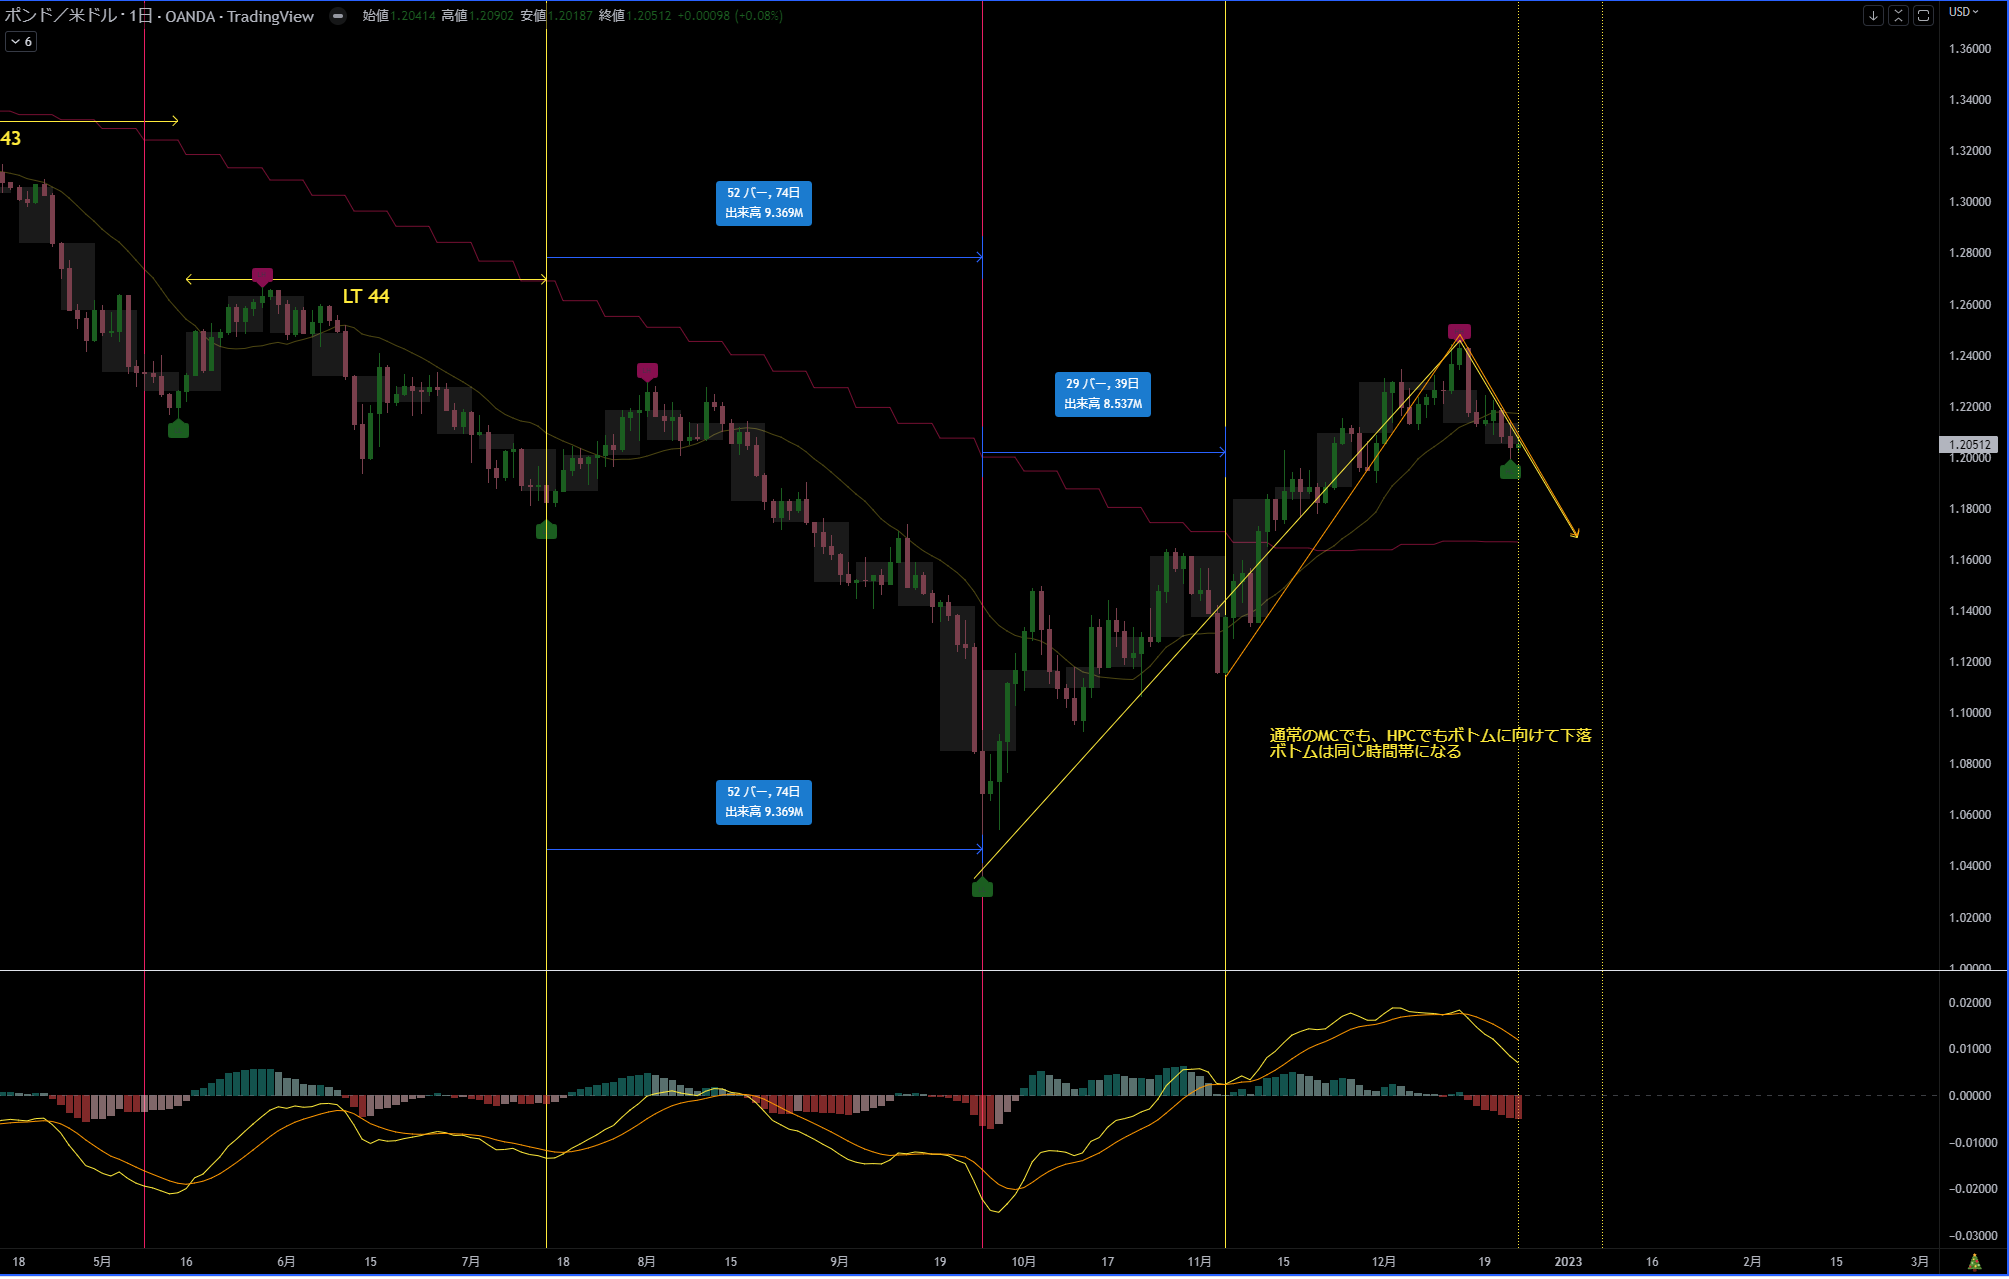 ポンド／米ドル · 1日 · OANDA · TradingView 始値1.20414 高値1.20902 安値1.20187 終値1.20512 +0.00098 (+0.08%)
USD
6
1.36000
1.34000
43
1.32000
52 バー, 74日
出来高 9.369M
1.30000
1.28000
LT 44
1.26000
1.24000
29 バー, 39日
出来高 8.537M
1.22000
1.20512
1.20000
1.18000
1.16000
1.14000
1.12000
1.10000
通常のMCでも、HPCでもボトムに向けて下落
ボトムは同じ時間帯になる
1.08000
52 バー, 74日
出来高 9.369M
1.06000
1.04000
1.02000
1.00000
0.02000
0.01000
0.00000
−0.01000
−0.02000
−0.03000
18 5月 16 6月 15 7月 18 8月 15 9月 19 10月 17 11月 15 12月 19 2023 16 2月 15 3月